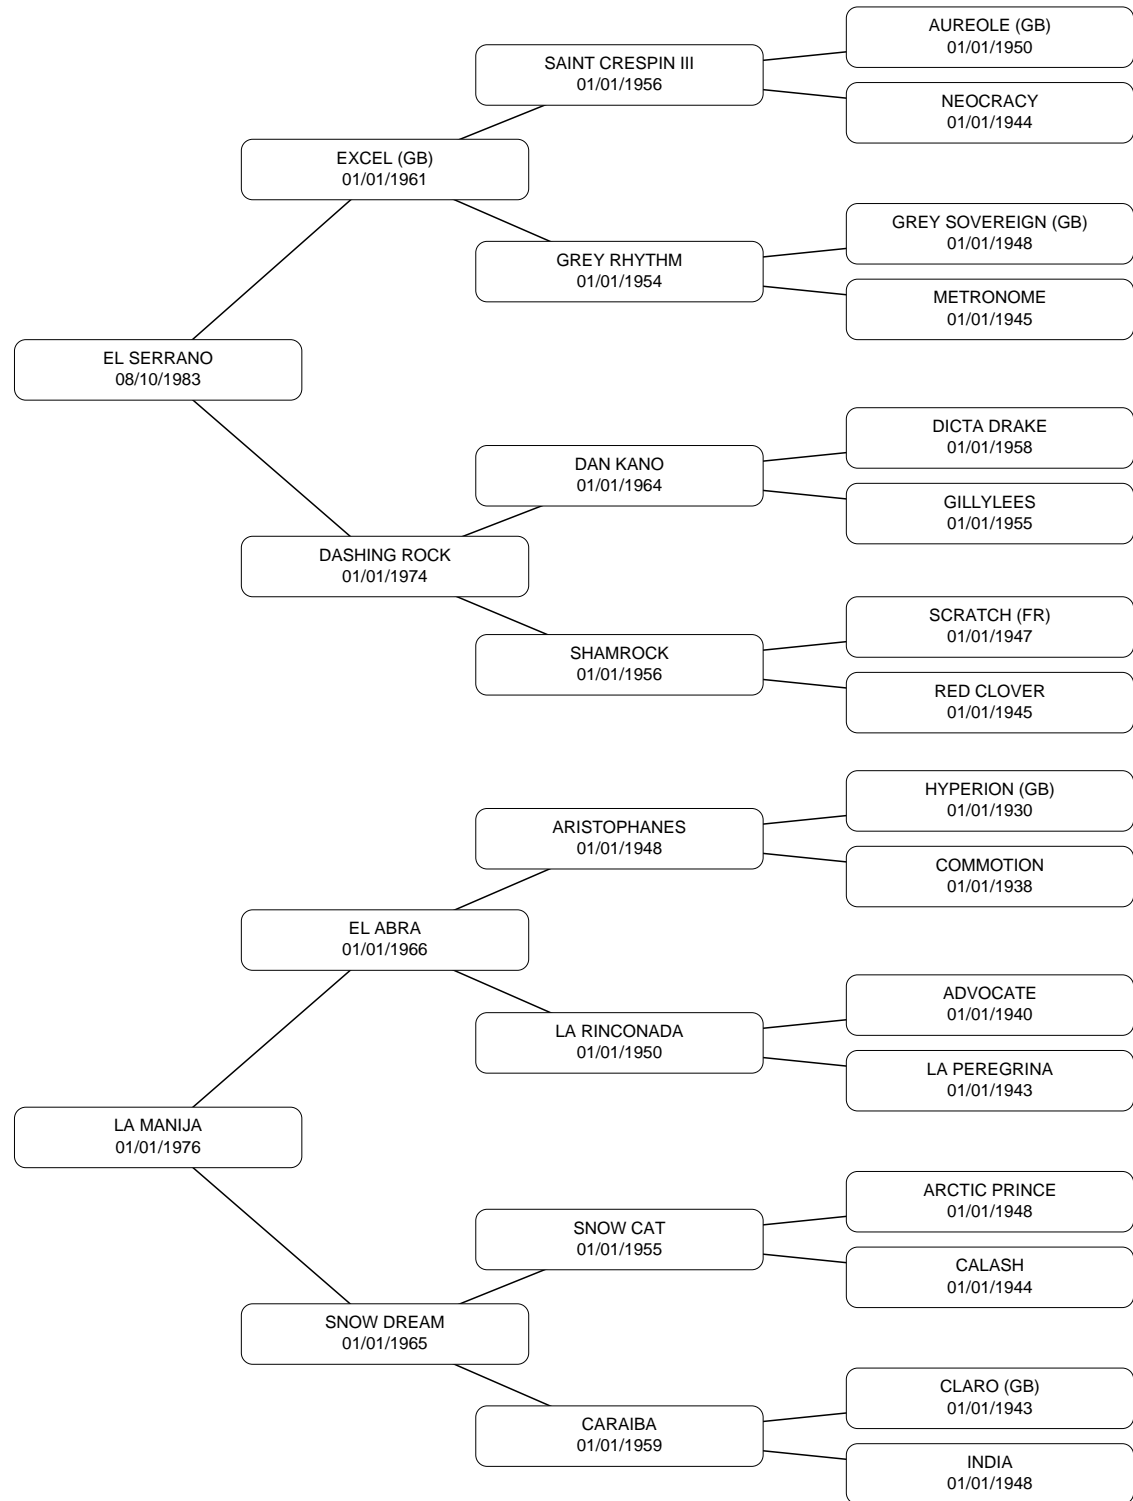 AUREOLE (GB)
01/01/1950
SAINT CRESPIN III
01/01/1956
NEOCRACY
01/01/1944
EXCEL (GB)
01/01/1961
GREY SOVEREIGN (GB)
01/01/1948
GREY RHYTHM
01/01/1954
METRONOME
01/01/1945
EL SERRANO
08/10/1983
DICTA DRAKE
01/01/1958
DAN KANO
01/01/1964
GILLYLEES
01/01/1955
DASHING ROCK
01/01/1974
SCRATCH (FR)
01/01/1947
SHAMROCK
01/01/1956
RED CLOVER
01/01/1945
HYPERION (GB)
01/01/1930
ARISTOPHANES
01/01/1948
COMMOTION
01/01/1938
EL ABRA
01/01/1966
ADVOCATE
01/01/1940
LA RINCONADA
01/01/1950
LA PEREGRINA
01/01/1943
LA MANIJA
01/01/1976
ARCTIC PRINCE
01/01/1948
SNOW CAT
01/01/1955
CALASH
01/01/1944
SNOW DREAM
01/01/1965
CLARO (GB)
01/01/1943
CARAIBA
01/01/1959
INDIA
01/01/1948